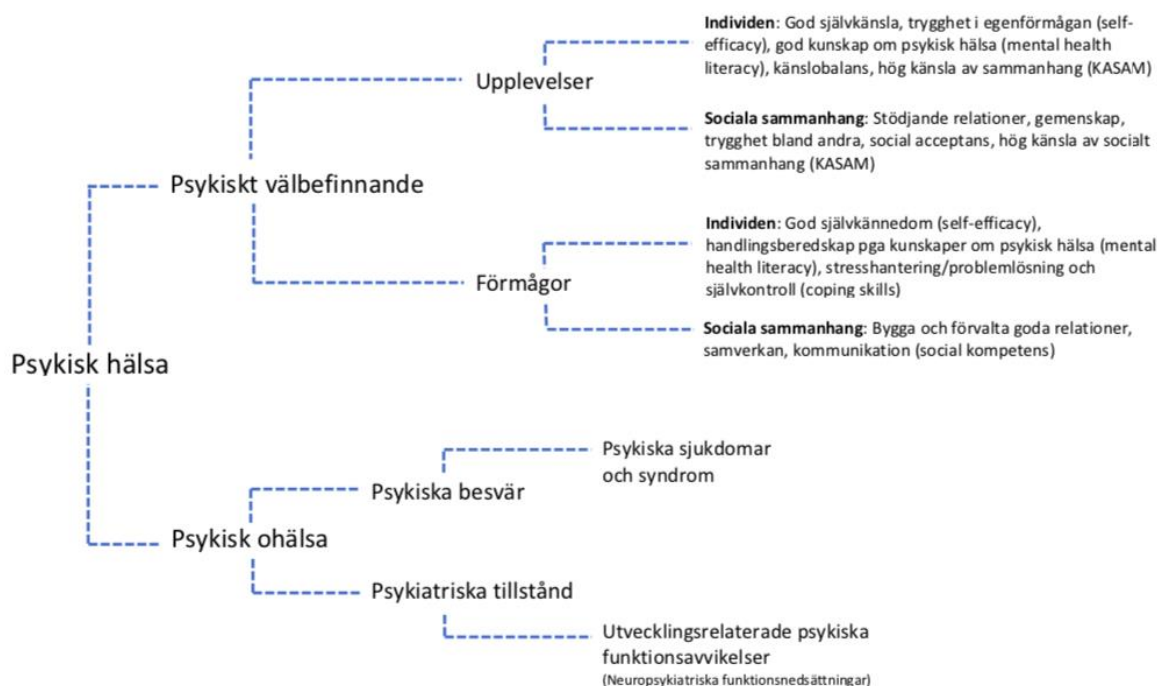 Individen: God självkänsla, trygghet i egenförmågan (self-
efficacy), god kunskap om psykisk hälsa (mental health
literacy), känslobalans, hög känsla av sammanhang (KASAM)
Upplevelser
Sociala sammanhang: Stödjande relationer, gemenskap,
trygghet bland andra, social acceptans, hög känsla av socialt
sammanhang (KASAM)
Psykiskt välbefinnande
Individen: God självkännedom (self-efficacy),
handlingsberedskap pga kunskaper om psykisk hälsa (mental
health literacy), stresshantering/problemlösning och
självkontroll (coping skills)
Förmågor
Sociala sammanhang: Bygga och förvalta goda relationer,
samverkan, kommunikation (social kompetens)
Psykisk hälsa
Psykiska sjukdomar
och syndrom
Psykiska besvär
Psykisk ohälsa
Psykiatriska tillstånd
Utvecklingsrelaterade psykiska
funktionsavvikelser
(Neuropsykiatriska funktionsnedsättningar)